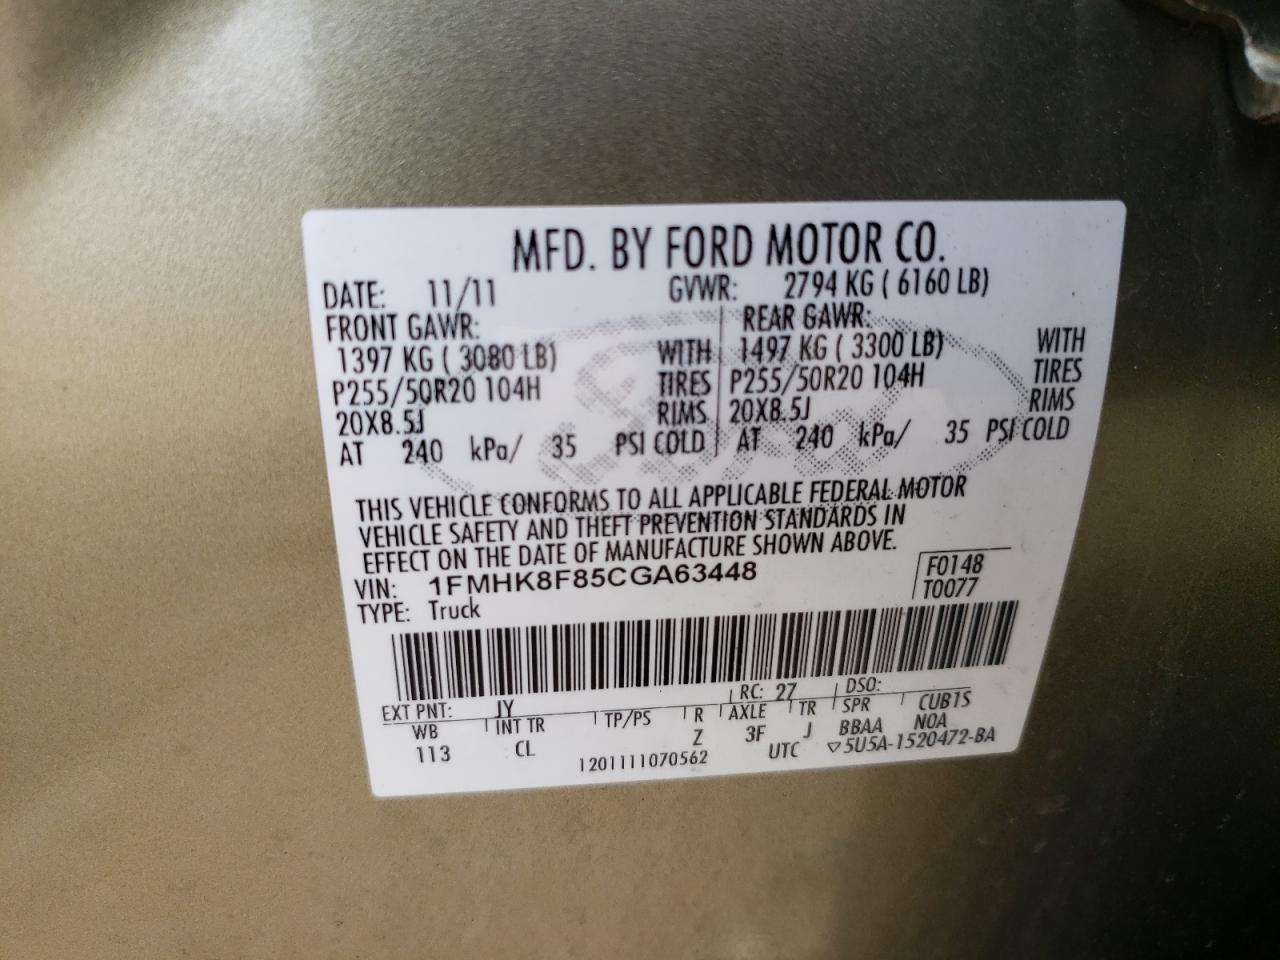 MFD. BY FORD MOTOR CO.
DATE: 11/11 GVWR: 2794 KG ( 6160 LB)
FRONT GAWR: REAR GAWR:
1397 KG ( 3080 LB) WITH 1497 KG ( 3300 LB) WITH
P255/50R20 104H TIRES P255/50R20 104H TIRES
20X8.5J RIMS 20X8.5J RIMS
AT 240 kPa/ 35 PSI COLD AT 240 kPa/ 35 PSI COLD
THIS VEHICLE CONFORMS TO ALL APPLICABLE FEDERAL MOTOR
VEHICLE SAFETY AND THEFT PREVENTION STANDARDS IN
EFFECT ON THE DATE OF MANUFACTURE SHOWN ABOVE.
VIN: 1FMHK8F85CGA63448 F0148
TYPE: Truck T0077
EXT PNT: JY RC: 27 DSO:
WB INT TR TP/PS R AXLE TR SPR CUB1S
113 CL Z 3F J BBAA NOA
1201111070562 UTC ▽5U5A-1520472-BA